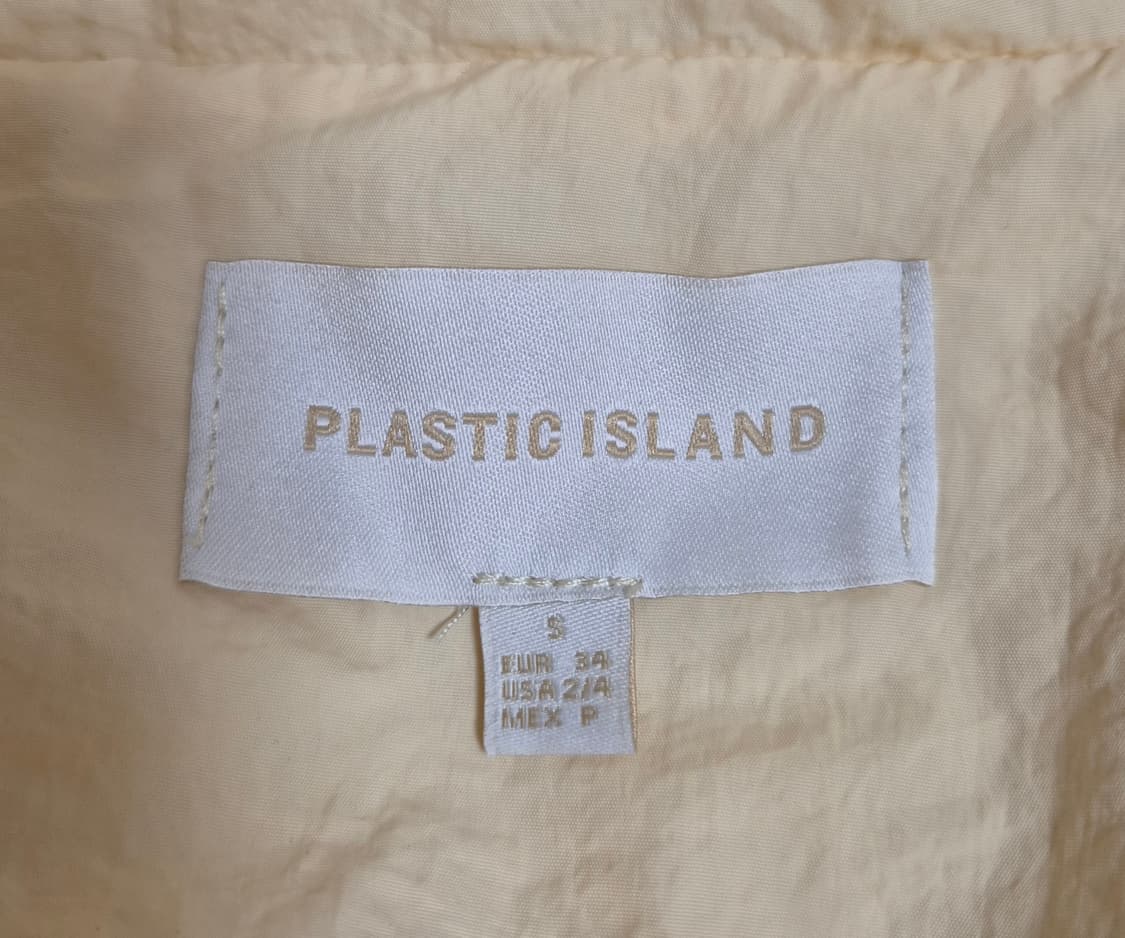 PLASTIC ISLAND
S
EUR 34
USA 2/4
MEX P